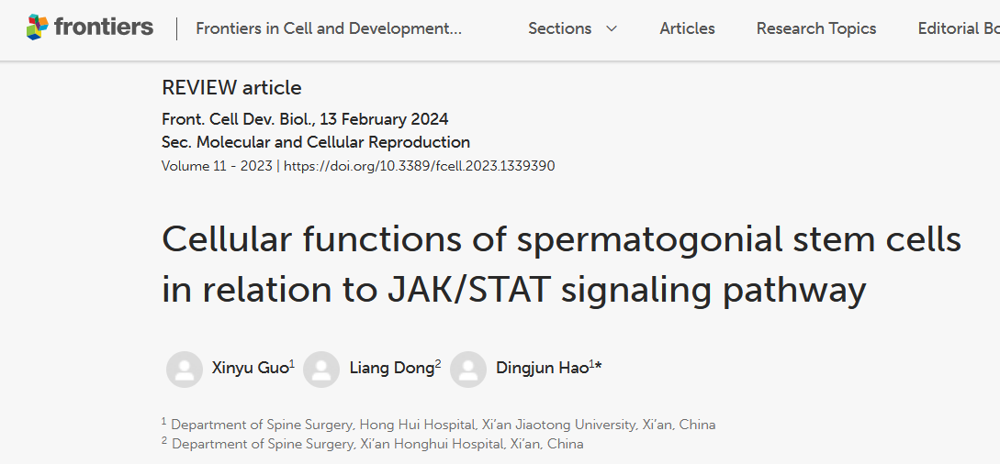 frontiers
Frontiers in Cell and Development...
Sections
Articles
Research Topics
Editorial Bo
REVIEW article
Front. Cell Dev. Biol., 13 February 2024
Sec. Molecular and Cellular Reproduction
Volume 11 - 2023 | https://doi.org/10.3389/fcell.2023.1339390
Cellular functions of spermatogonial stem cells
in relation to JAK/STAT signaling pathway
Xinyu Guo1 Liang Dong2 Dingjun Hao1*
1 Department of Spine Surgery, Hong Hui Hospital, Xi’an Jiaotong University, Xi’an, China
2 Department of Spine Surgery, Xi’an Honghui Hospital, Xi’an, China